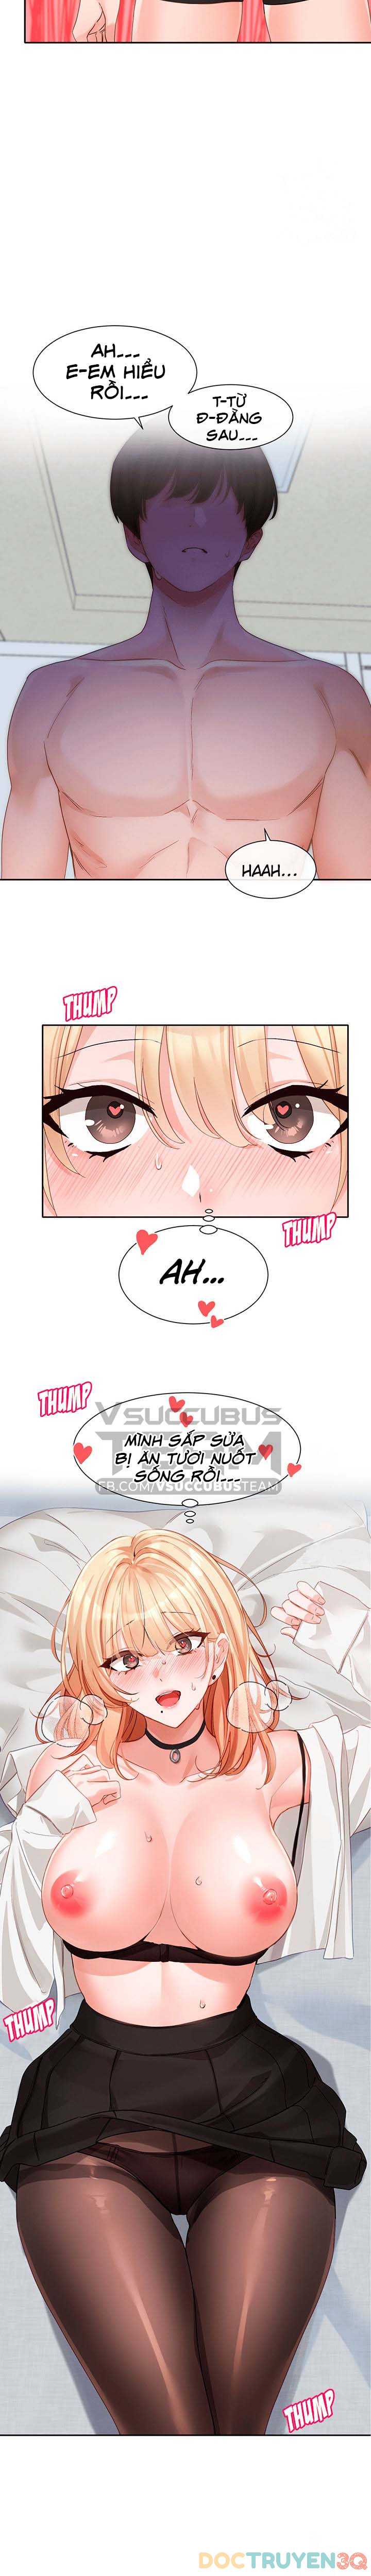 AH...
E-EM HIỂU
RỒI...
T-TỪ
Đ-ĐẰNG
SAU...
HAAH...
THUMP
THUMP
AH...
THUMP
VSUCCUBUS
TEAM
MÌNH SẮP SỬA
BỊ ĂN TƯƠI NUỐT
SỐNG RỒI...
FB.COM/VSUCCUBUSTEAM
THUMP
THUMP
THUMP
DOCTRUYEN3Q